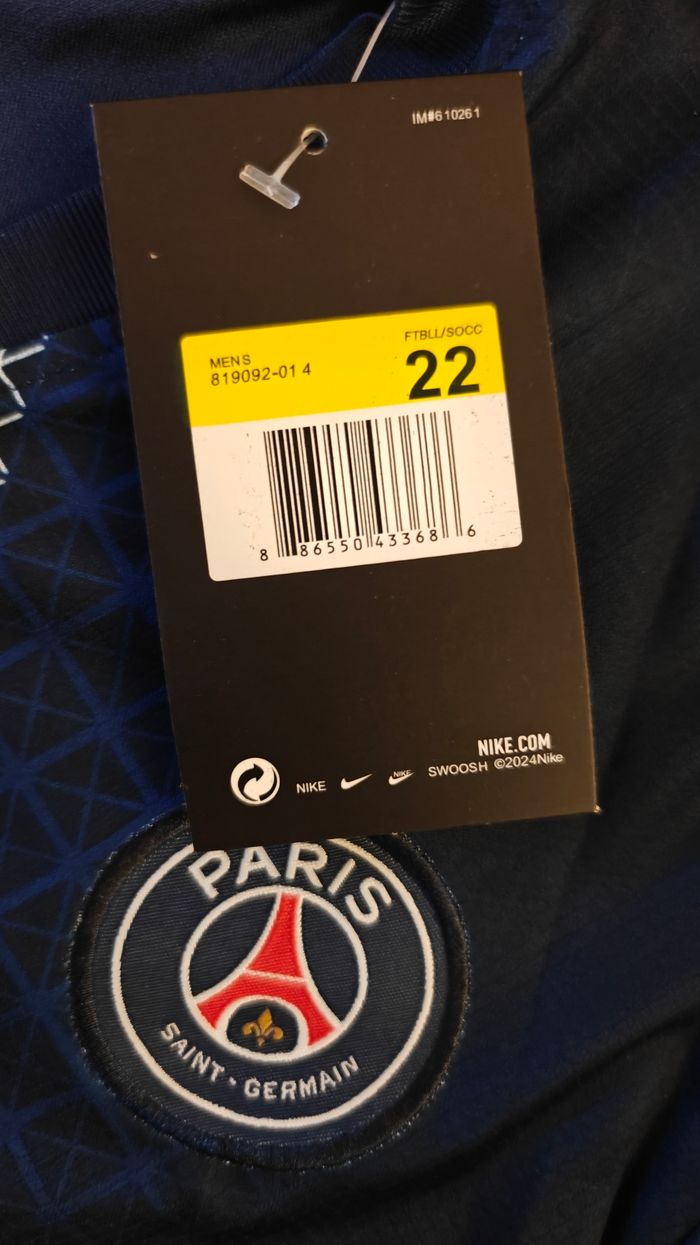 IM#610261
FTBLL/SOCC
MENS
819092-01 4
22
8 86550 43368 6
NIKE.COM
NIKE NIKE SWOOSH ©2024Nike
PARIS
SAINT-GERMAIN